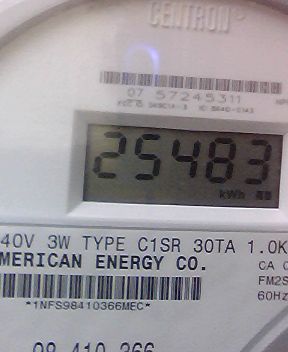 CENTRON
07 57245311
25483
kWh
40V 3W TYPE C1SR 30TA 1.0K
MERICAN ENERGY CO.
CA 0
FM2S
60Hz
*1NFS98410366MEC*
09 410 366